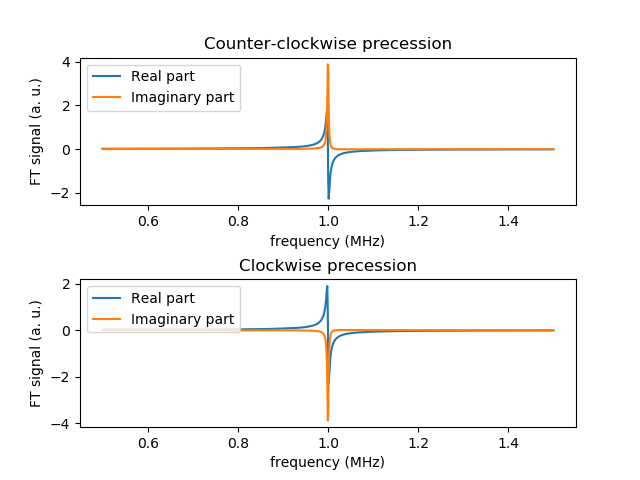 Counter-clockwise precession
4
2
0
−2
FT signal (a. u.)
Real part
Imaginary part
0.6 0.8 1.0 1.2 1.4
frequency (MHz)
Clockwise precession
2
0
−2
−4
FT signal (a. u.)
Real part
Imaginary part
0.6 0.8 1.0 1.2 1.4
frequency (MHz)